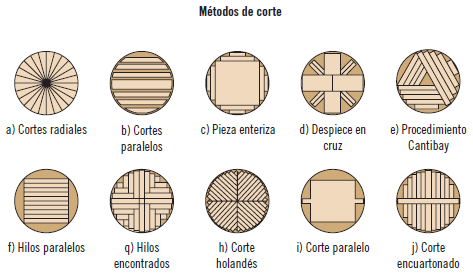 Métodos de corte
a) Cortes radiales
b) Cortes
paralelos
c) Pieza enteriza
d) Despiece en
cruz
e) Procedimiento
Cantibay
f) Hilos paralelos
q) Hilos
encontrados
h) Corte
holandés
i) Corte paralelo
j) Corte
encuartonado